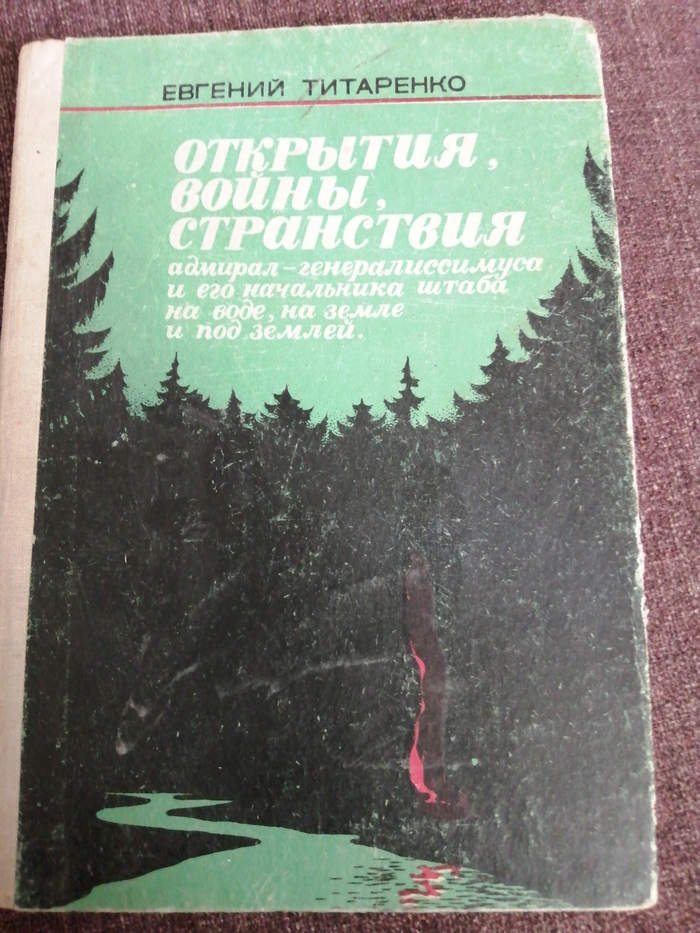 ЕВГЕНИЙ ТИТАРЕНКО
ОТКРЫТИЯ,
ВОЙНЫ,
СТРАНСТВИЯ
адмирал-генералиссимуса
и его начальника штаба
на воде, на земле
и под землей.